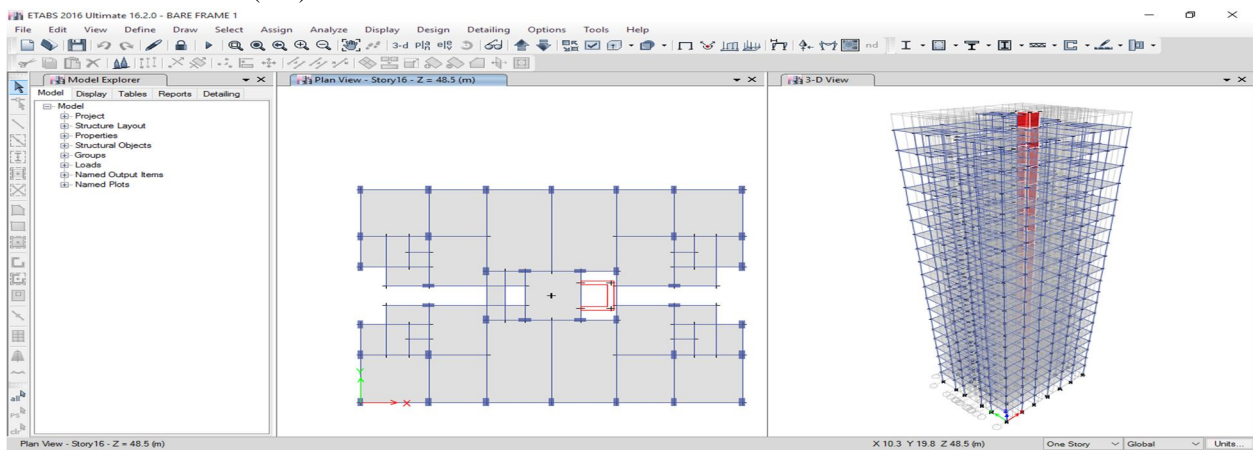 ETABS 2016 Ultimate 16.2.0 - BARE FRAME 1
File Edit View Define Draw Select Assign Analyze Display Design Detailing Options Tools Help
3-d nd
Model Explorer
Plan View - Story16 - Z = 48.5 (m)
3-D View
Model Display Tables Reports Detailing
Model
Project
Structure Layout
Properties
Structural Objects
Groups
Loads
Named Output Items
Named Plots
all
ps
clr
Y
X
Plan View - Story16 - Z = 48.5 (m)
X 10.3 Y 19.8 Z 48.5 (m)
One Story
Global
Units...